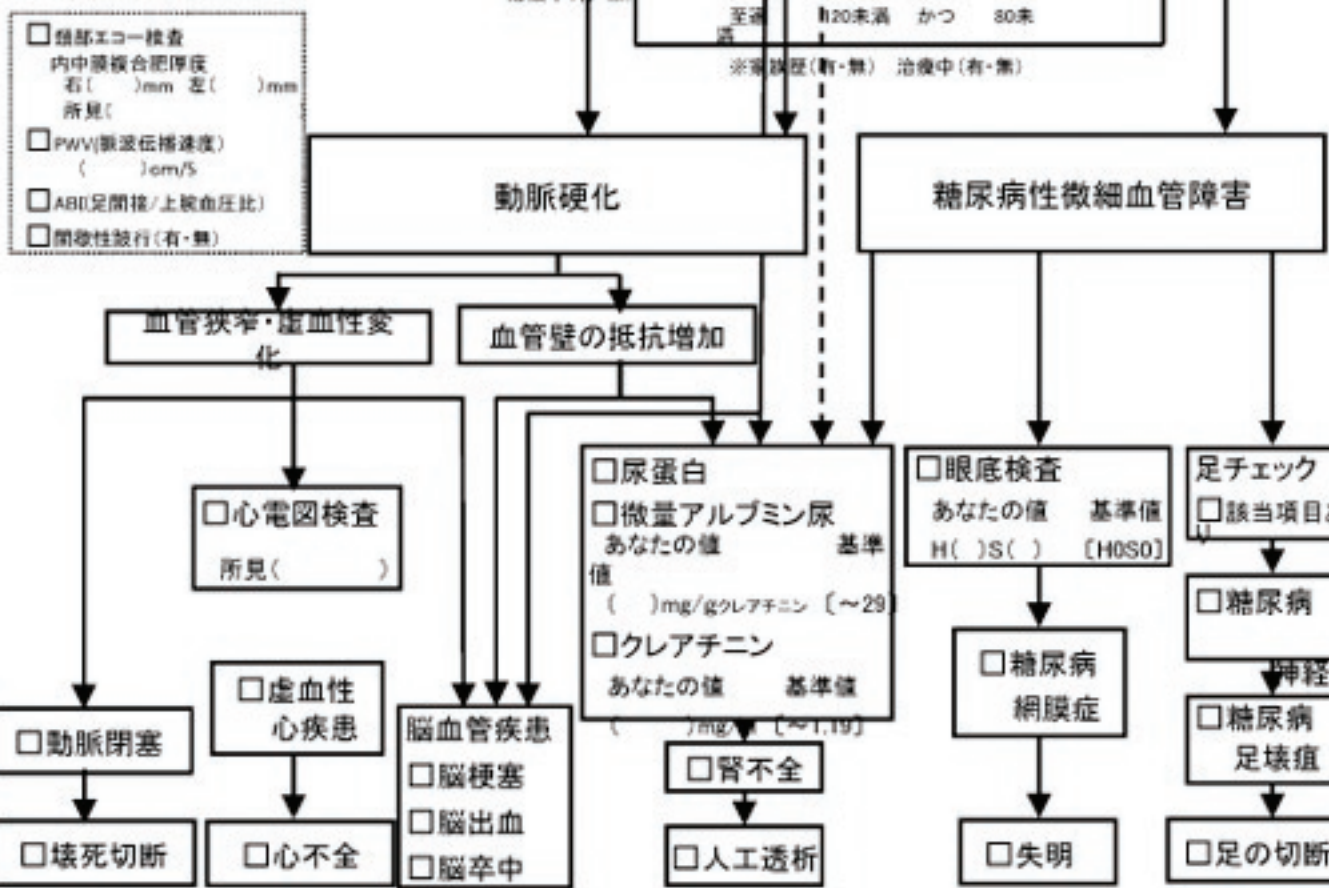 至適 120未満 かつ 80未満
※家族歴(有・無) 治療中(有・無)
□頚部エコー検査
内中膜複合肥厚度
右( )mm 左( )mm
所見(
□PWV(脈波伝播速度)
( )cm/S
□ABI(足関接/上腕血圧比)
□間歇性跛行(有・無)
動脈硬化
糖尿病性微細血管障害
血管狭窄・虚血性変
化
血管壁の抵抗増加
□心電図検査
所見( )
□尿蛋白
□微量アルブミン尿
あなたの値 基準
値
( )mg/gクレアチニン [~29]
□クレアチニン
あなたの値 基準値
( )mg/ [~1.19]
□眼底検査
あなたの値 基準値
H( )S( ) [H0S0]
足チェック
□該当項目
□糖尿病
神経
□糖尿病
網膜症
□糖尿病
足壊疽
□動脈閉塞
□虚血性
心疾患
脳血管疾患
□脳梗塞
□脳出血
□脳卒中
□腎不全
□壊死切断
□心不全
□人工透析
□失明
□足の切断